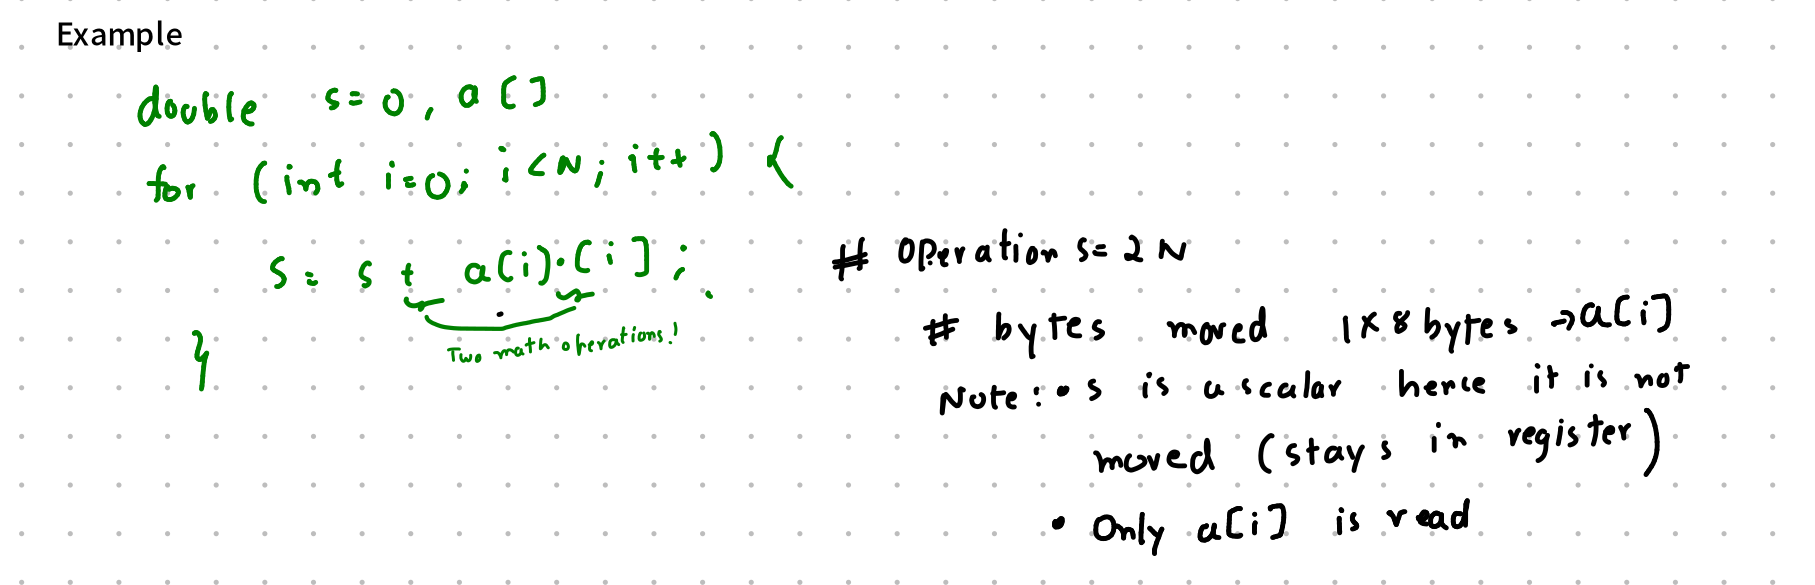 Example
double s=0, a[]
for (int i=0; i<N; i++) {
s = s + a(i)·[i];
Two math operations!
}
# Operations = 2N
# bytes moved 1×8 bytes → a[i]
Note: • s is a scalar hence it is not
moved (stays in register)
• Only a[i] is read